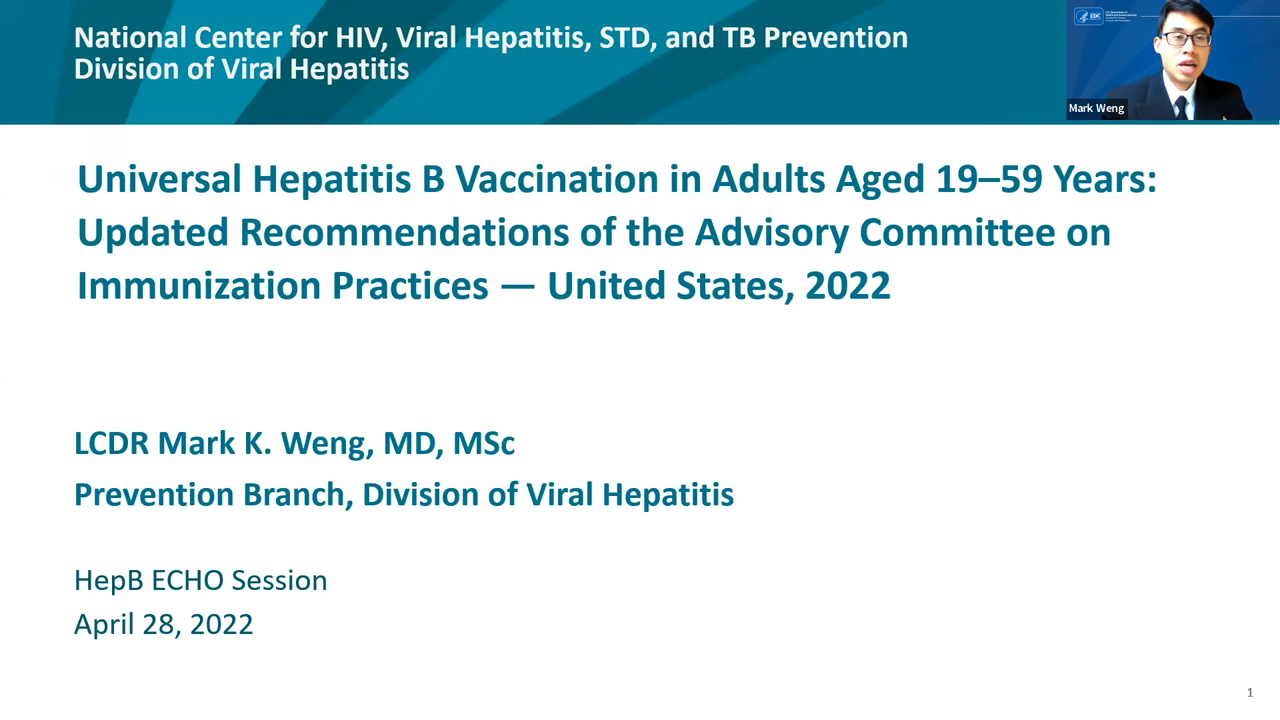 National Center for HIV, Viral Hepatitis, STD, and TB Prevention
Division of Viral Hepatitis
CDC
Mark Weng
Universal Hepatitis B Vaccination in Adults Aged 19–59 Years:
Updated Recommendations of the Advisory Committee on
Immunization Practices — United States, 2022
LCDR Mark K. Weng, MD, MSc
Prevention Branch, Division of Viral Hepatitis
HepB ECHO Session
April 28, 2022
1